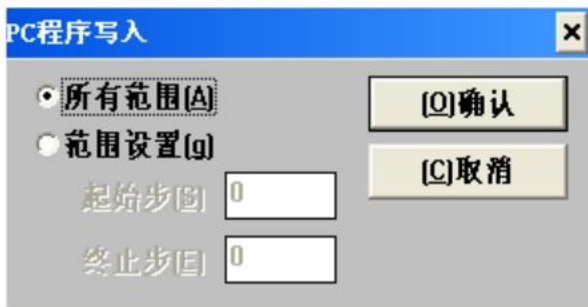 PC程序写入
所有范围(A)
(O)确认
范围设置(g)
(C)取消
起始步(S) 0
终止步(E) 0